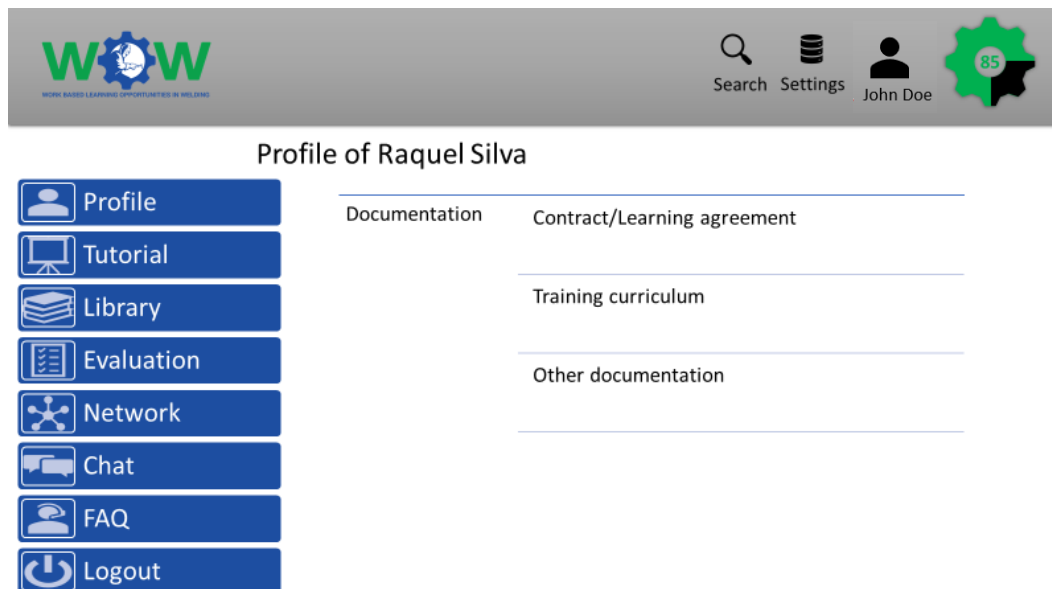 WOW
WORK BASED LEARNING OPPORTUNITIES IN WELDING
Search
Settings
John Doe
85
Profile of Raquel Silva
Profile
Tutorial
Library
Evaluation
Network
Chat
FAQ
Logout
Documentation
Contract/Learning agreement
Training curriculum
Other documentation